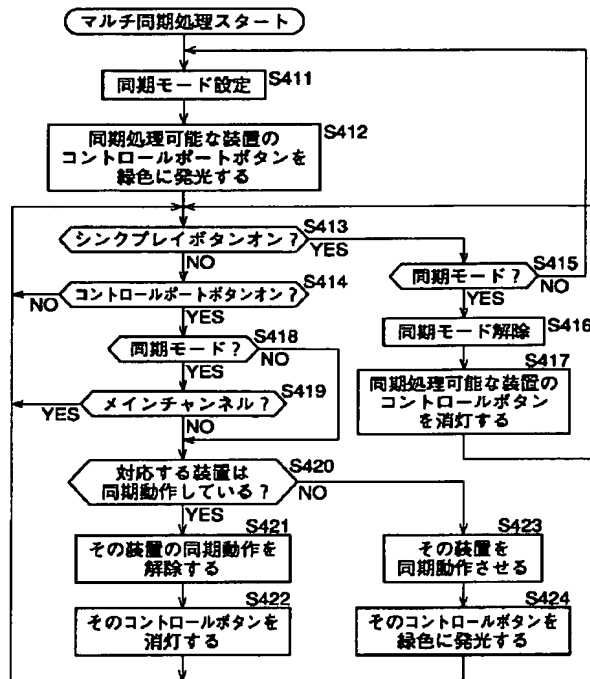 マルチ同期処理スタート
同期モード設定
S411
同期処理可能な装置の
コントロールポートボタンを
緑色に発光する
S412
シンクプレイボタンオン？
S413
YES
NO
コントロールポートボタンオン？
S414
NO
YES
同期モード？
S415
NO
YES
同期モード解除
S416
同期処理可能な装置の
コントロールボタン
を消灯する
S417
同期モード？
S418
NO
YES
メインチャンネル？
S419
YES
NO
対応する装置は
同期動作している？
S420
NO
YES
S421
その装置の同期動作を
解除する
S422
そのコントロールボタンを
消灯する
S423
その装置を
同期動作させる
S424
そのコントロールボタンを
緑色に発光する